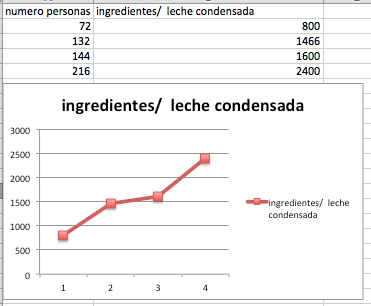 numero personas ingredientes/ leche condensada
72 800
132 1466
144 1600
216 2400
ingredientes/ leche condensada
3000
2500
2000
1500
1000
500
0
1 2 3 4
ingredientes/ leche
condensada